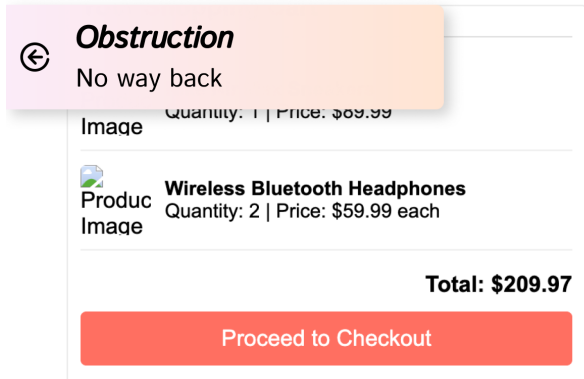 Obstruction
No way back
Image
Quantity: 1 | Price: $89.99
Produc
Image
Wireless Bluetooth Headphones
Quantity: 2 | Price: $59.99 each
Total: $209.97
Proceed to Checkout